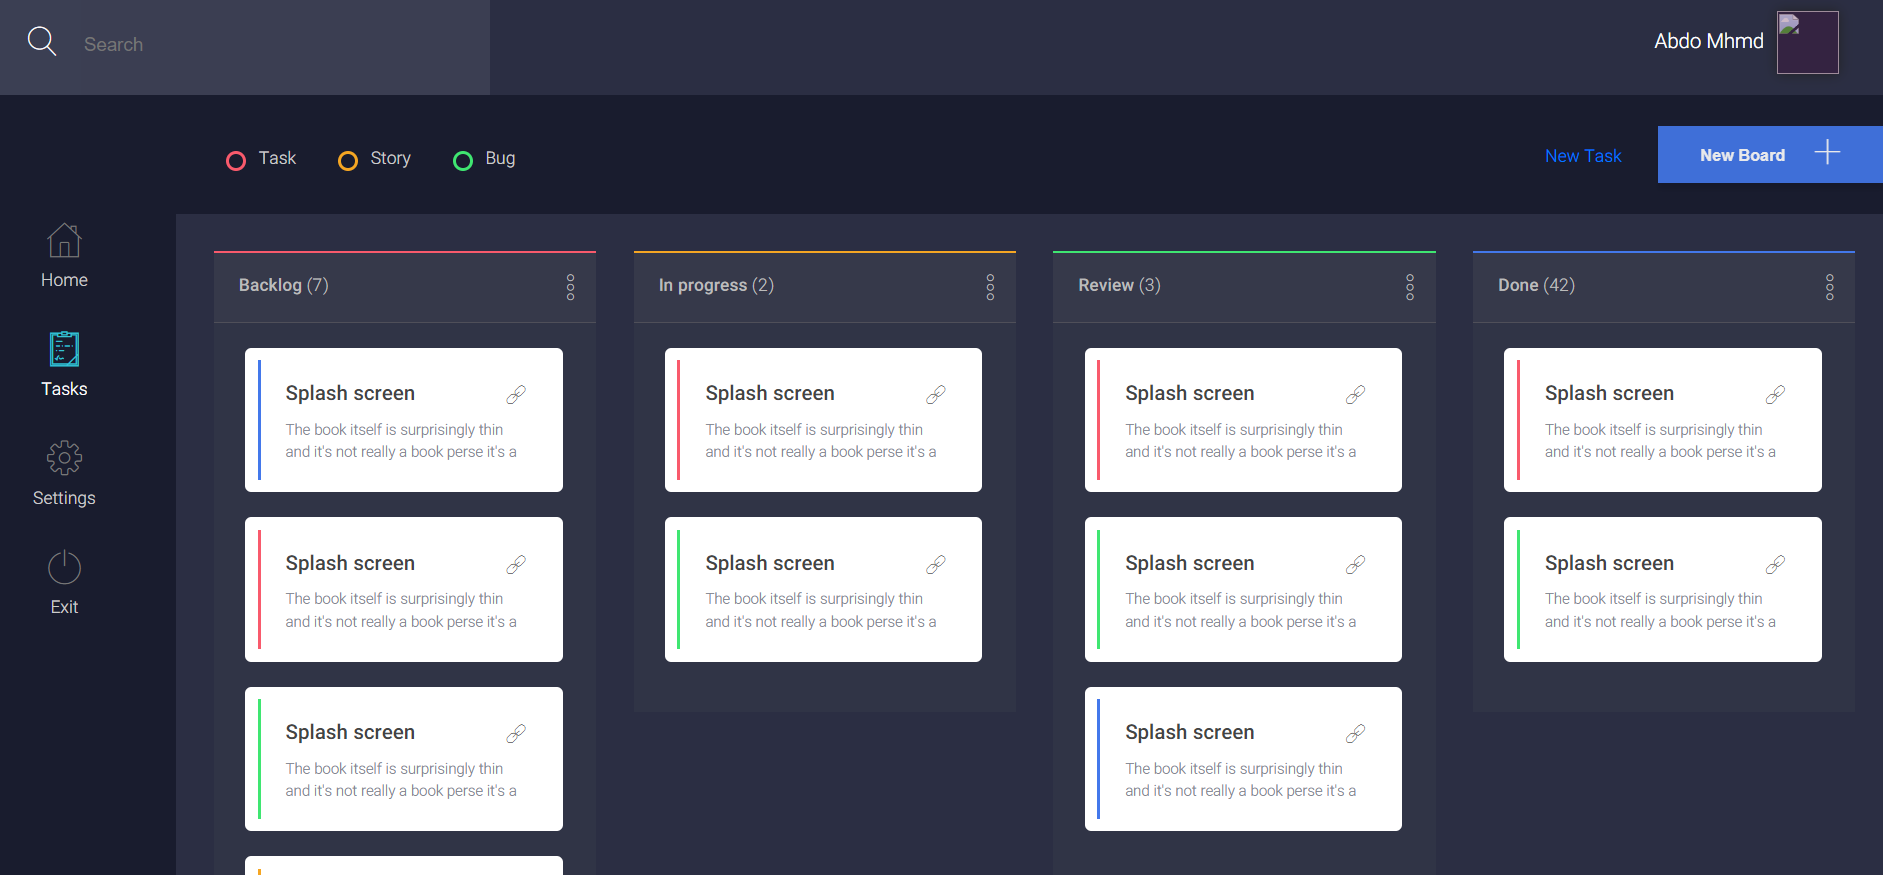 Search
Abdo Mhmd
Task
Story
Bug
New Task
New Board
Home
Tasks
Settings
Exit
Backlog (7)
Splash screen
The book itself is surprisingly thin
and it's not really a book perse it's a
Splash screen
The book itself is surprisingly thin
and it's not really a book perse it's a
Splash screen
The book itself is surprisingly thin
and it's not really a book perse it's a
In progress (2)
Splash screen
The book itself is surprisingly thin
and it's not really a book perse it's a
Splash screen
The book itself is surprisingly thin
and it's not really a book perse it's a
Review (3)
Splash screen
The book itself is surprisingly thin
and it's not really a book perse it's a
Splash screen
The book itself is surprisingly thin
and it's not really a book perse it's a
Splash screen
The book itself is surprisingly thin
and it's not really a book perse it's a
Done (42)
Splash screen
The book itself is surprisingly thin
and it's not really a book perse it's a
Splash screen
The book itself is surprisingly thin
and it's not really a book perse it's a